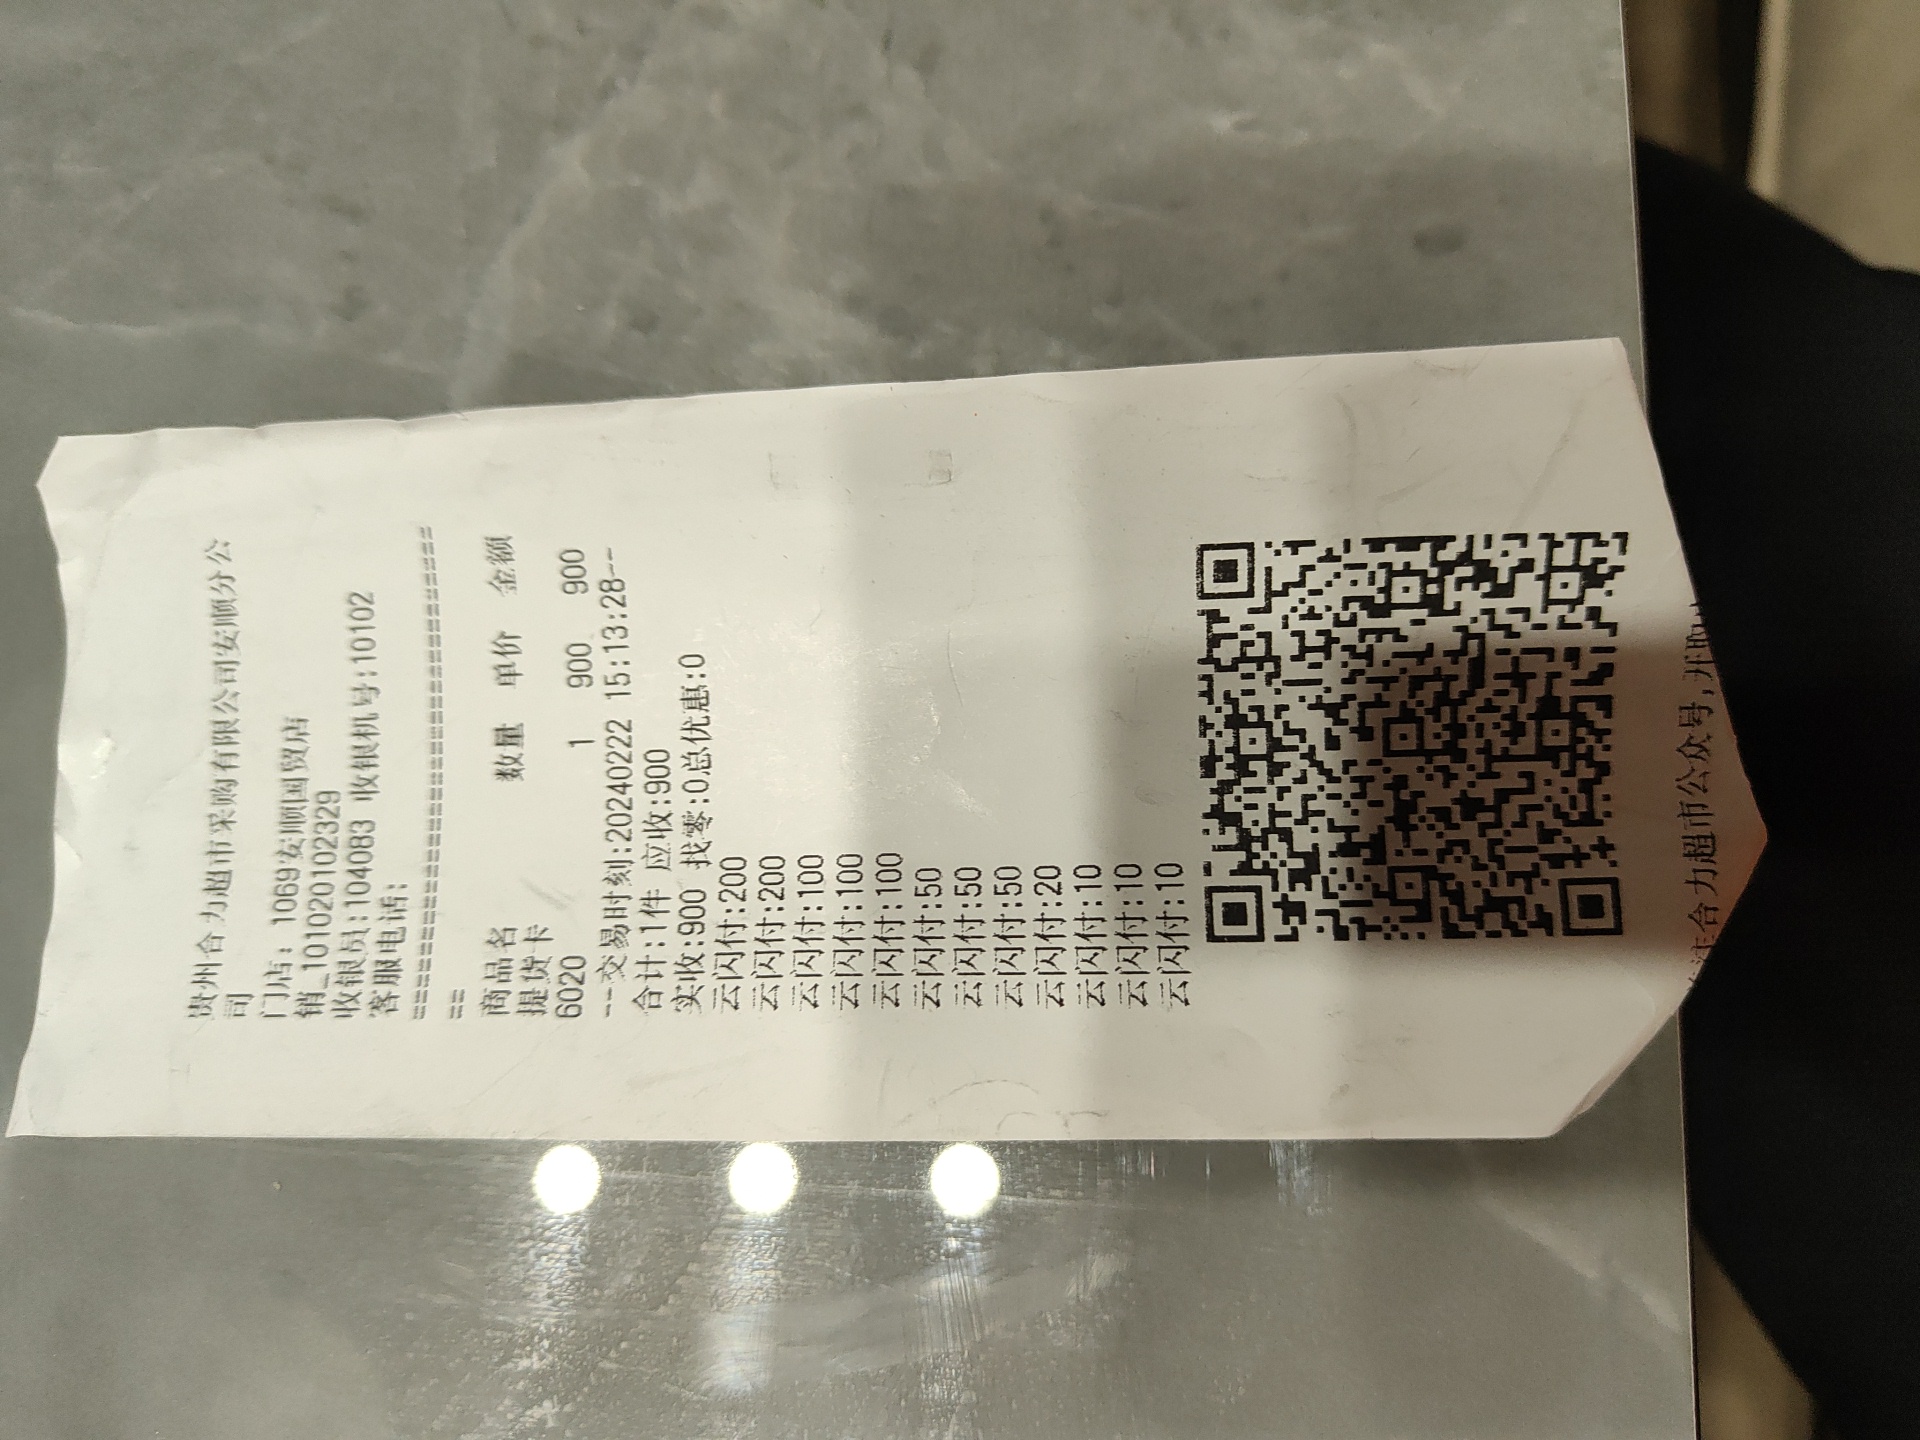 贵州合力超市采购有限公司安顺分公
司
门店: 1069安顺国贸店
销_1010201102329
收银员:104083 收银机号:10102
客服电话:
================================
==
商品名 数量 单价 金额
提货卡
6020 1 900 900
---交易时刻:20240222 15:13:28---
合计:1件 应收:900
实收:900 找零:0总优惠:0
云闪付:200
云闪付:200
云闪付:100
云闪付:100
云闪付:100
云闪付:50
云闪付:50
云闪付:50
云闪付:20
云闪付:10
云闪付:10
云闪付:10
合力超市公众号,开